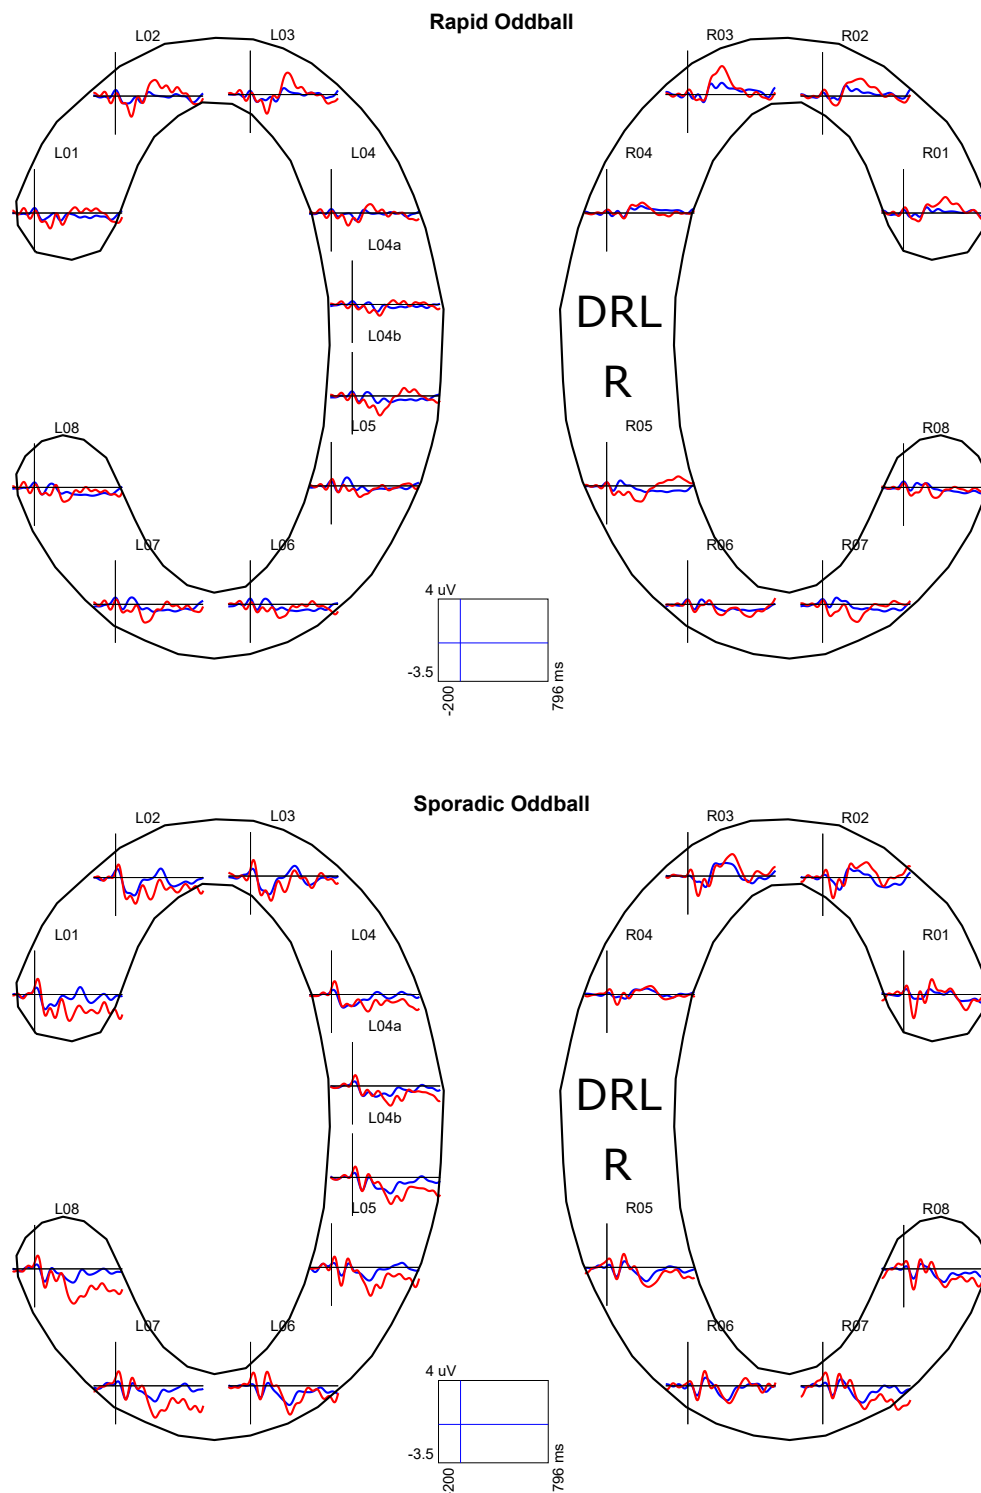 Rapid Oddball
L02 L03 R03 R02
L01 L04 R04 R01
L04a
DRL
L04b
R
L08 L05 R05 R08
L07 L06 R06 R07
4 uV
-3.5
-200 796 ms
Sporadic Oddball
L02 L03 R03 R02
L01 L04 R04 R01
L04a
DRL
L04b
R
L08 L05 R05 R08
L07 L06 R06 R07
4 uV
-3.5
-200 796 ms